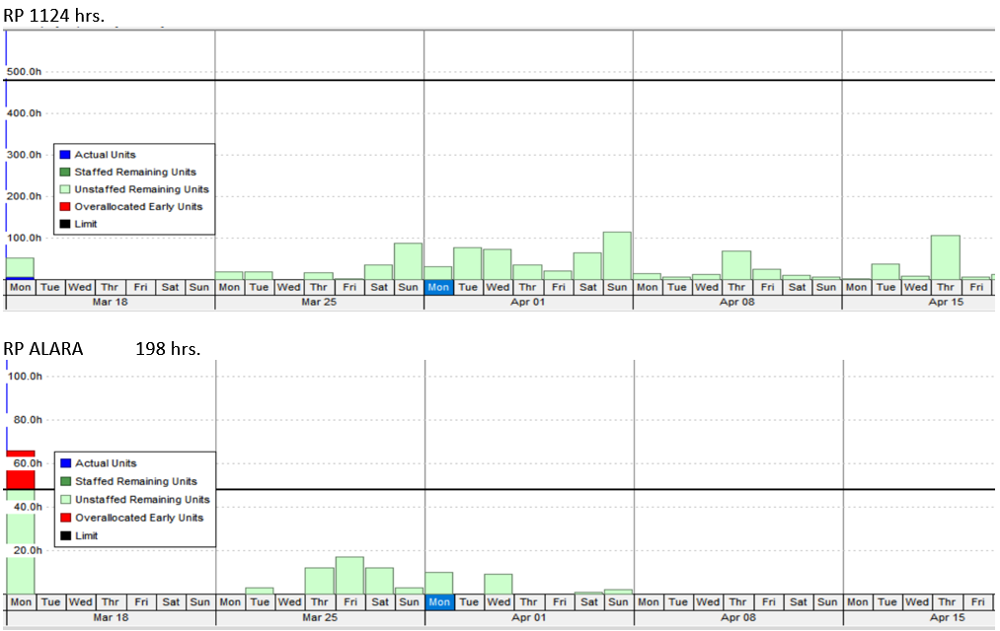 RP 1124 hrs.
500.0h
400.0h
300.0h
200.0h
100.0h
Actual Units
Staffed Remaining Units
Unstaffed Remaining Units
Overallocated Early Units
Limit
Mon Tue Wed Thr Fri Sat Sun Mon Tue Wed Thr Fri Sat Sun Mon Tue Wed Thr Fri Sat Sun Mon Tue Wed Thr Fri Sat Sun Mon Tue Wed Thr Fri
Mar 18 Mar 25 Apr 01 Apr 08 Apr 15
RP ALARA 198 hrs.
100.0h
80.0h
60.0h
40.0h
20.0h
Actual Units
Staffed Remaining Units
Unstaffed Remaining Units
Overallocated Early Units
Limit
Mon Tue Wed Thr Fri Sat Sun Mon Tue Wed Thr Fri Sat Sun Mon Tue Wed Thr Fri Sat Sun Mon Tue Wed Thr Fri Sat Sun Mon Tue Wed Thr Fri
Mar 18 Mar 25 Apr 01 Apr 08 Apr 15